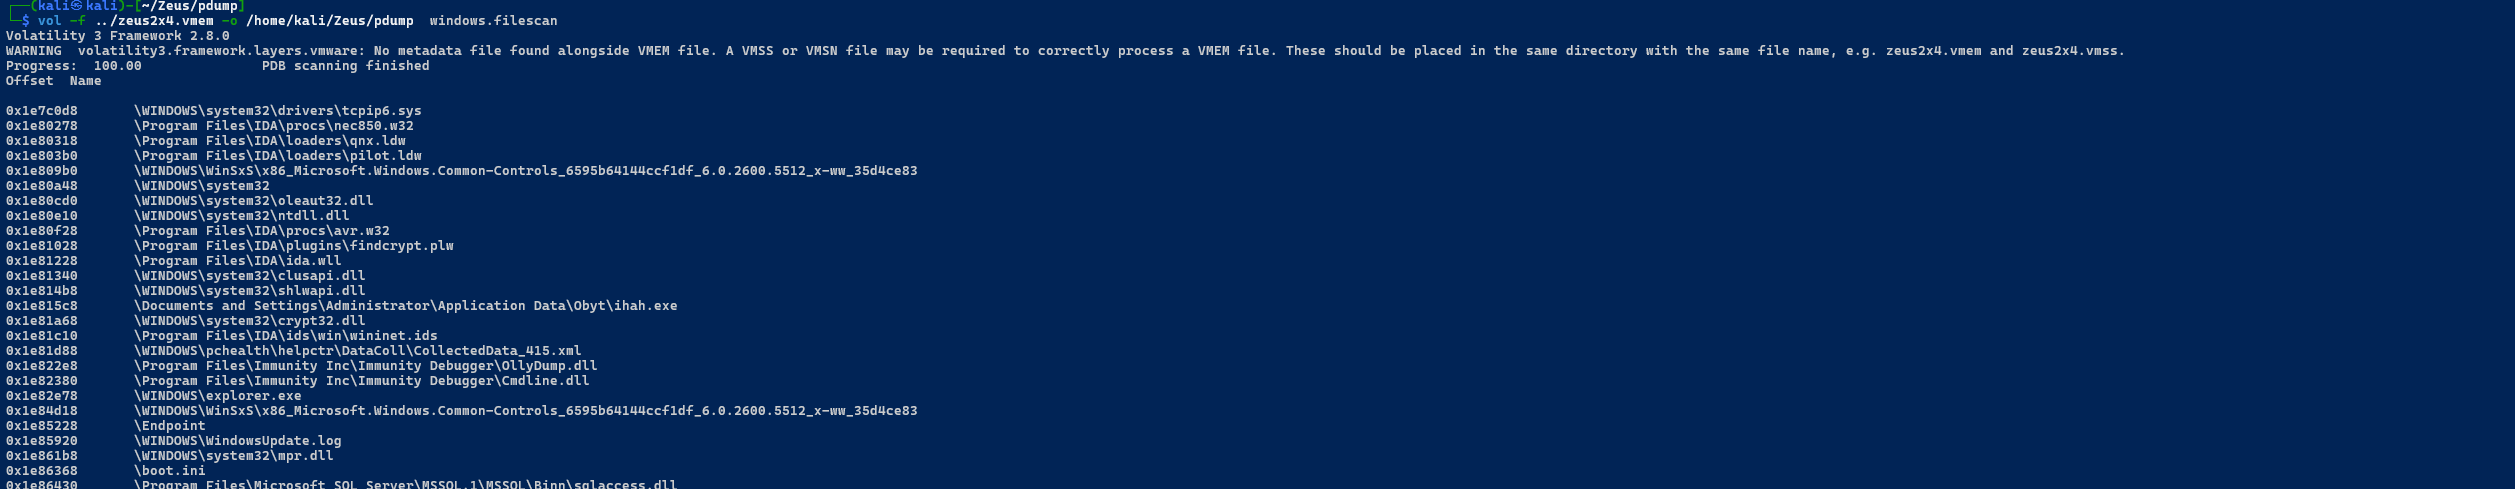 ┌──(kali㉿kali)-[~/Zeus/pdump]
└─$ vol -f ../zeus2x4.vmem -o /home/kali/Zeus/pdump  windows.filescan
Volatility 3 Framework 2.8.0
WARNING  volatility3.framework.layers.vmware: No metadata file found alongside VMEM file. A VMSS or VMSN file may be required to correctly process a VMEM file. These should be placed in the same directory with the same file name, e.g. zeus2x4.vmem and zeus2x4.vmss.
Progress:  100.00               PDB scanning finished
Offset  Name
0x1e7c0d8       \WINDOWS\system32\drivers\tcpip6.sys
0x1e80278       \Program Files\IDA\procs\nec850.w32
0x1e80318       \Program Files\IDA\loaders\qnx.ldw
0x1e803b0       \Program Files\IDA\loaders\pilot.ldw
0x1e809b0       \WINDOWS\WinSxS\x86_Microsoft.Windows.Common-Controls_6595b64144ccf1df_6.0.2600.5512_x-ww_35d4ce83
0x1e80a48       \WINDOWS\system32
0x1e80cd0       \WINDOWS\system32\oleaut32.dll
0x1e80e10       \WINDOWS\system32\ntdll.dll
0x1e80f28       \Program Files\IDA\procs\avr.w32
0x1e81028       \Program Files\IDA\plugins\findcrypt.plw
0x1e81228       \Program Files\IDA\ida.wll
0x1e81340       \WINDOWS\system32\clusapi.dll
0x1e814b8       \WINDOWS\system32\shlwapi.dll
0x1e815c8       \Documents and Settings\Administrator\Application Data\Obyt\ihah.exe
0x1e81a68       \WINDOWS\system32\crypt32.dll
0x1e81c10       \Program Files\IDA\ids\win\wininet.ids
0x1e81d88       \WINDOWS\pchealth\helpctr\DataColl\CollectedData_415.xml
0x1e822e8       \Program Files\Immunity Inc\Immunity Debugger\OllyDump.dll
0x1e82380       \Program Files\Immunity Inc\Immunity Debugger\Cmdline.dll
0x1e82e78       \WINDOWS\explorer.exe
0x1e84d18       \WINDOWS\WinSxS\x86_Microsoft.Windows.Common-Controls_6595b64144ccf1df_6.0.2600.5512_x-ww_35d4ce83
0x1e85228       \Endpoint
0x1e85920       \WINDOWS\WindowsUpdate.log
0x1e861b8       \WINDOWS\system32\mpr.dll
0x1e86368       \boot.ini
0x1e86430       \Program Files\Microsoft SQL Server\MSSQL.1\MSSQL\Binn\sqlaccess.dll